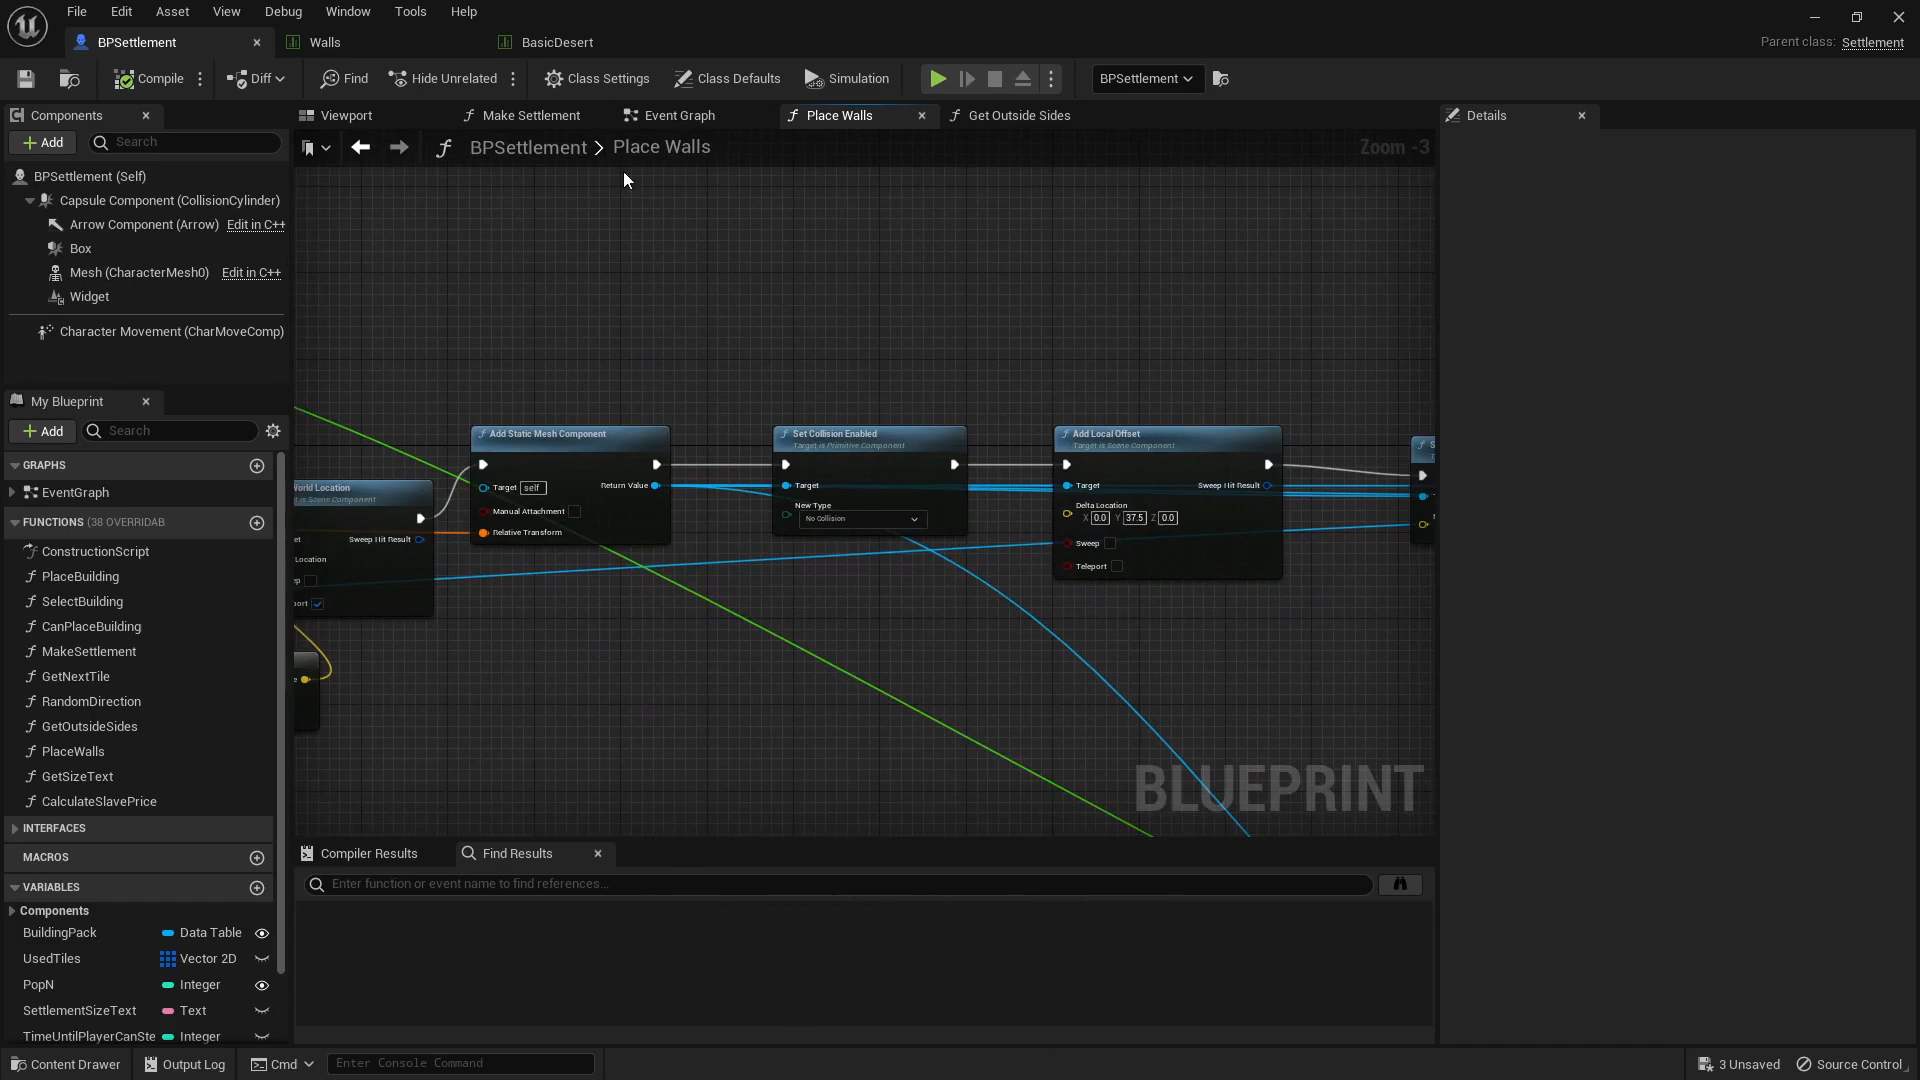 File Edit Asset View Debug Window Tools Help
BPSettlement Walls BasicDesert Parent class: Settlement
Compile Diff Find Hide Unrelated Class Settings Class Defaults Simulation BPSettlement
Components
Add Search
BPSettlement (Self)
Capsule Component (CollisionCylinder)
Arrow Component (Arrow) Edit in C++
Box
Mesh (CharacterMesh0) Edit in C++
Widget
Character Movement (CharMoveComp)
My Blueprint
Add Search
GRAPHS
EventGraph
FUNCTIONS (38 OVERRIDAB
ConstructionScript
PlaceBuilding
SelectBuilding
CanPlaceBuilding
MakeSettlement
GetNextTile
RandomDirection
GetOutsideSides
PlaceWalls
GetSizeText
CalculateSlavePrice
INTERFACES
MACROS
VARIABLES
Components
BuildingPack Data Table
UsedTiles Vector 2D
PopN Integer
SettlementSizeText Text
TimeUntilPlayerCanSte Integer
Viewport Make Settlement Event Graph Place Walls Get Outside Sides
BPSettlement > Place Walls Zoom -3
World Location
is Scene Component
Sweep Hit Result
Location
Add Static Mesh Component
Target self
Return Value
Manual Attachment
Relative Transform
Set Collision Enabled
Target is Primitive Component
Target
New Type
No Collision
Add Local Offset
Target is Scene Component
Target
Sweep Hit Result
Delta Location
X 0.0 Y 37.5 Z 0.0
Sweep
Teleport
BLUEPRINT
Compiler Results Find Results
Enter function or event name to find references...
Details
Content Drawer Output Log Cmd Enter Console Command 3 Unsaved Source Control